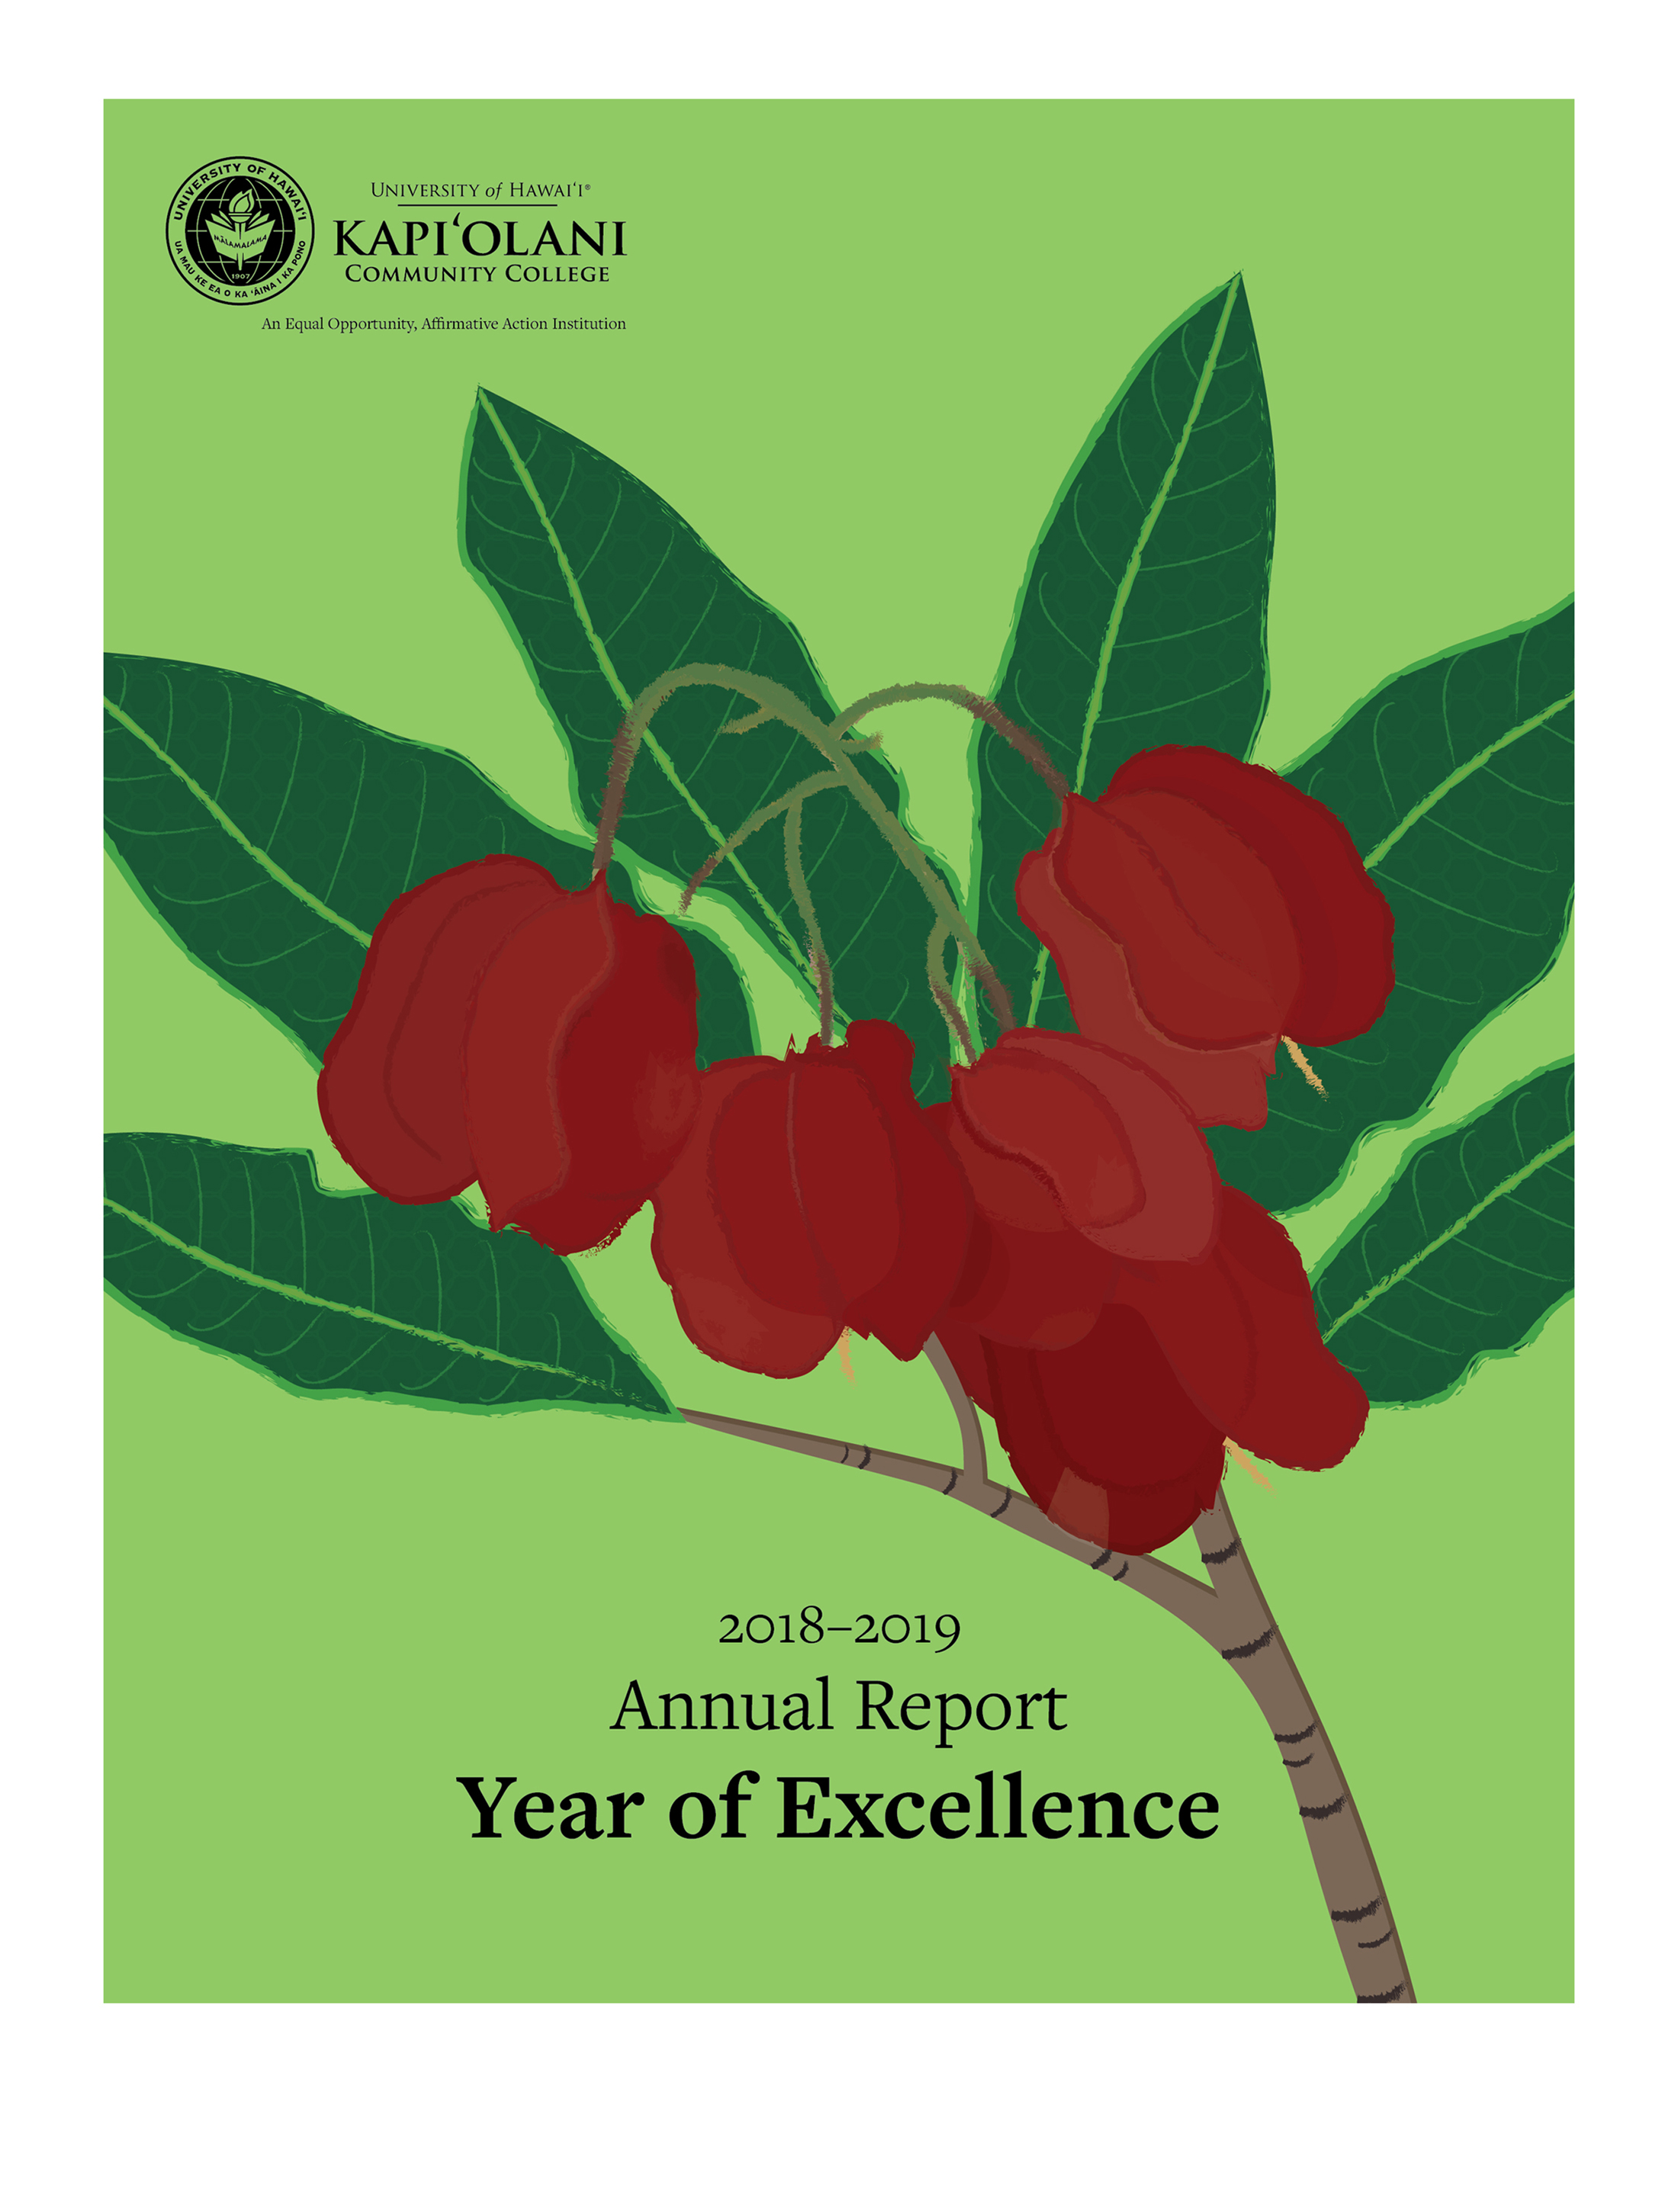 UNIVERSITY OF HAWAIʻI
MĀLAMALAMA
1907
UA MAU KE EA O KA ʻĀINA I KA PONO
UNIVERSITY of HAWAIʻI®
KAPIʻOLANI
COMMUNITY COLLEGE
An Equal Opportunity, Affirmative Action Institution
2018–2019
Annual Report
Year of Excellence